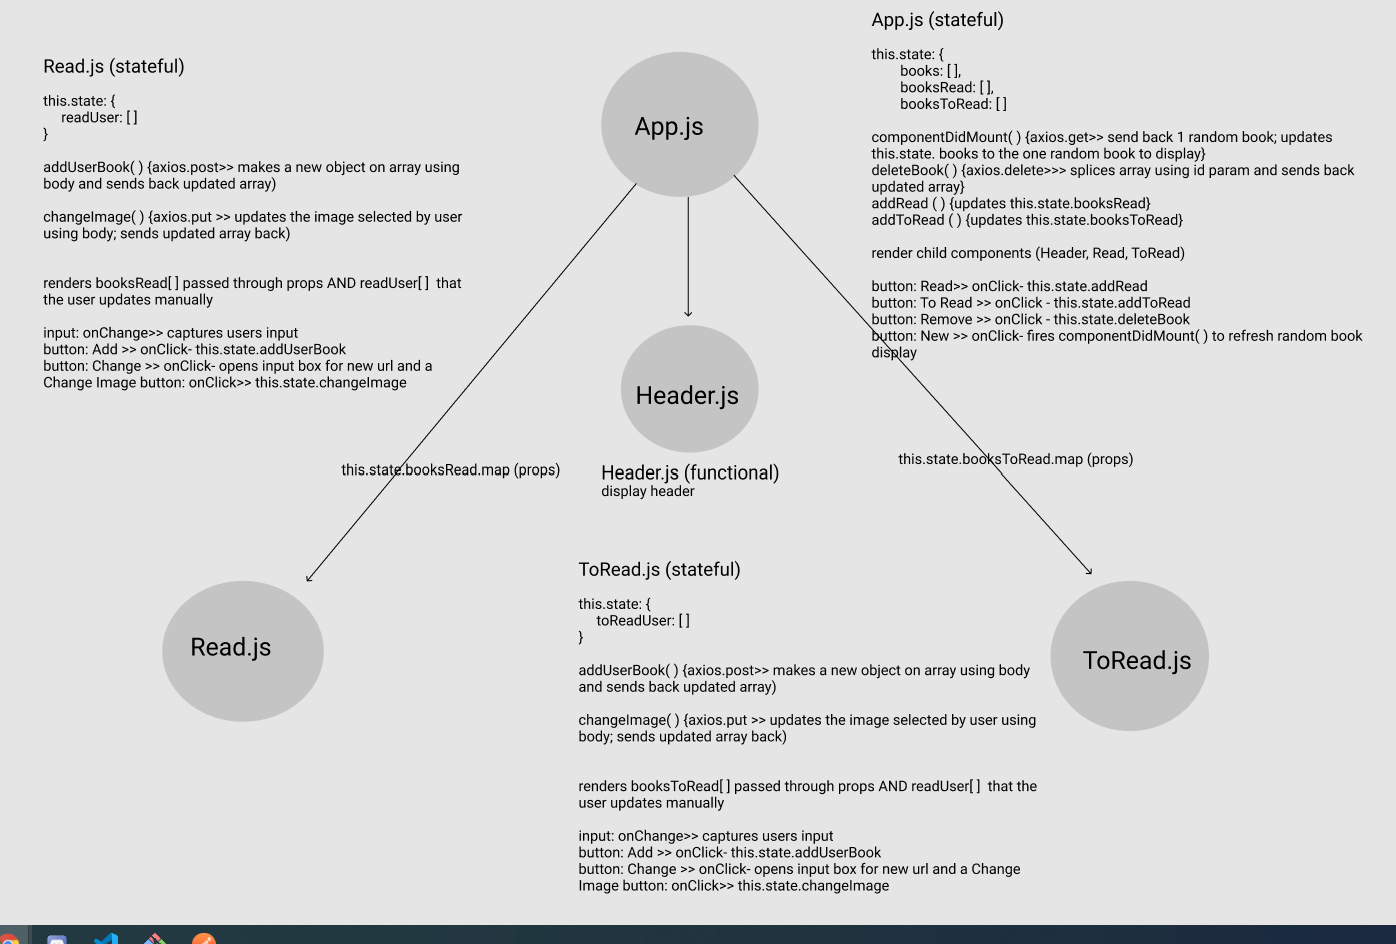 Read.js (stateful)
this.state: {
readUser: [ ]
}
addUserBook( ) {axios.post>> makes a new object on array using
body and sends back updated array)
changeImage( ) {axios.put >> updates the image selected by user
using body; sends updated array back)
renders booksRead[ ] passed through props AND readUser[ ]  that
the user updates manually
input: onChange>> captures users input
button: Add >> onClick- this.state.addUserBook
button: Change >> onClick- opens input box for new url and a
Change Image button: onClick>> this.state.changeImage
App.js
App.js (stateful)
this.state: {
books: [ ],
booksRead: [ ],
booksToRead: [ ]
componentDidMount( ) {axios.get>> send back 1 random book; updates
this.state. books to the one random book to display}
deleteBook( ) {axios.delete>>> splices array using id param and sends back
updated array}
addRead ( ) {updates this.state.booksRead}
addToRead ( ) {updates this.state.booksToRead}
render child components (Header, Read, ToRead)
button: Read>> onClick- this.state.addRead
button: To Read >> onClick - this.state.addToRead
button: Remove >> onClick - this.state.deleteBook
button: New >> onClick- fires componentDidMount( ) to refresh random book
display
Header.js
this.state.booksRead.map (props)
Header.js (functional)
display header
this.state.booksToRead.map (props)
Read.js
ToRead.js (stateful)
this.state: {
toReadUser: [ ]
}
addUserBook( ) {axios.post>> makes a new object on array using body
and sends back updated array)
changeImage( ) {axios.put >> updates the image selected by user using
body; sends updated array back)
renders booksToRead[ ] passed through props AND readUser[ ]  that the
user updates manually
input: onChange>> captures users input
button: Add >> onClick- this.state.addUserBook
button: Change >> onClick- opens input box for new url and a Change
Image button: onClick>> this.state.changeImage
ToRead.js